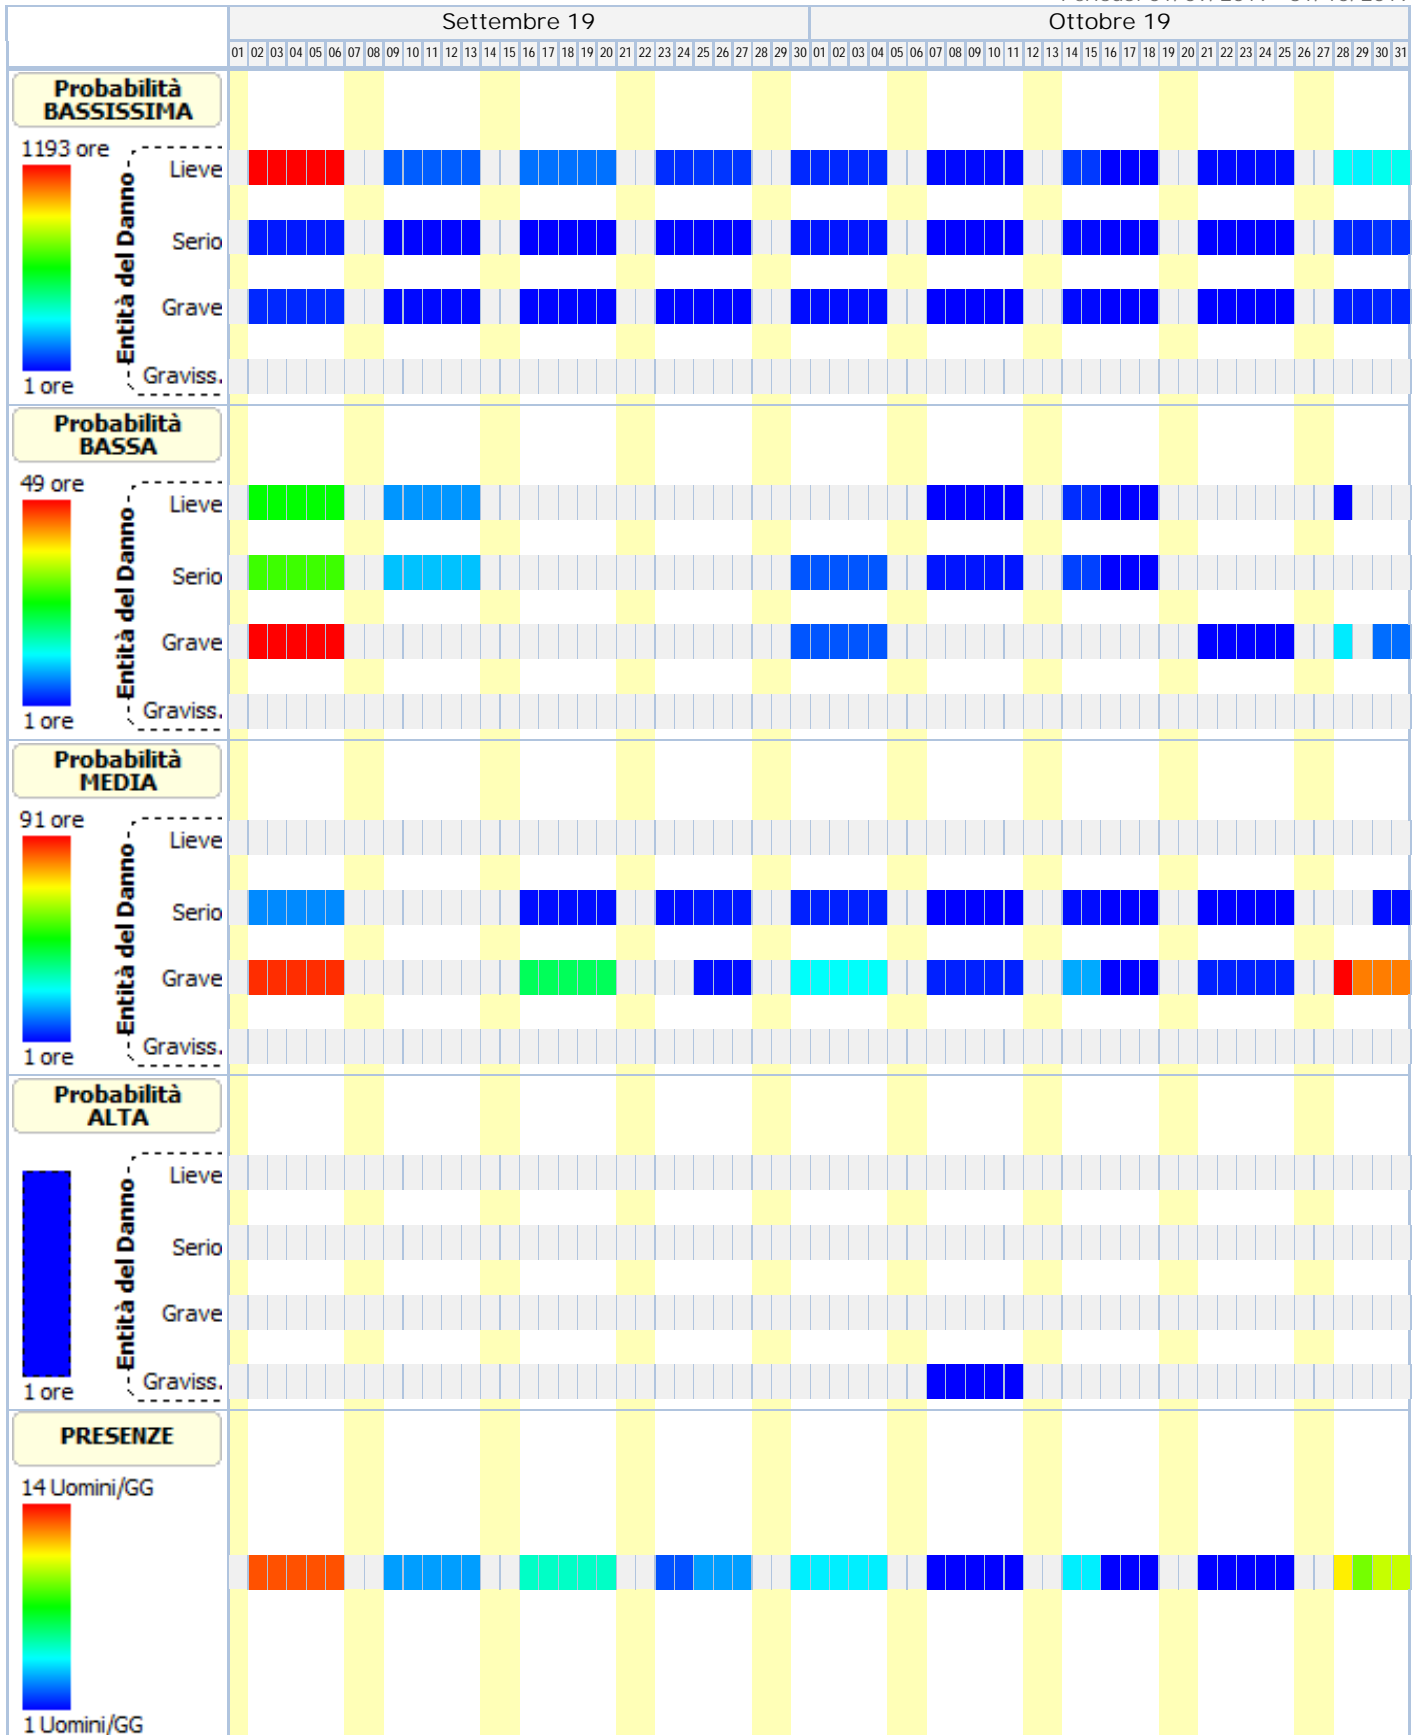 Settembre 19 Ottobre 19
01 02 03 04 05 06 07 08 09 10 11 12 13 14 15 16 17 18 19 20 21 22 23 24 25 26 27 28 29 30 01 02 03 04 05 06 07 08 09 10 11 12 13 14 15 16 17 18 19 20 21 22 23 24 25 26 27 28 29 30 31
Probabilità
BASSISSIMA
1193 ore
Entità del Danno
Lieve
Serio
Grave
Graviss.
1 ore
Probabilità
BASSA
49 ore
Entità del Danno
Lieve
Serio
Grave
Graviss.
1 ore
Probabilità
MEDIA
91 ore
Entità del Danno
Lieve
Serio
Grave
Graviss.
1 ore
Probabilità
ALTA
Entità del Danno
Lieve
Serio
Grave
Graviss.
1 ore
PRESENZE
14 Uomini/GG
1 Uomini/GG